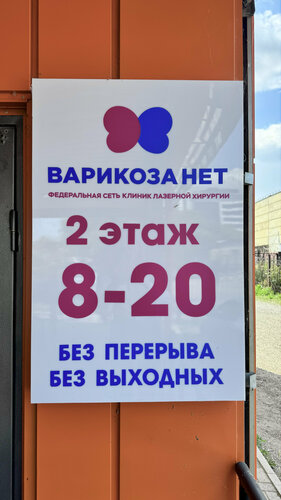 ВАРИКОЗА НЕТ
ФЕДЕРАЛЬНАЯ СЕТЬ КЛИНИК ЛАЗЕРНОЙ ХИРУРГИИ
2 этаж
8-20
БЕЗ ПЕРЕРЫВА
БЕЗ ВЫХОДНЫХ